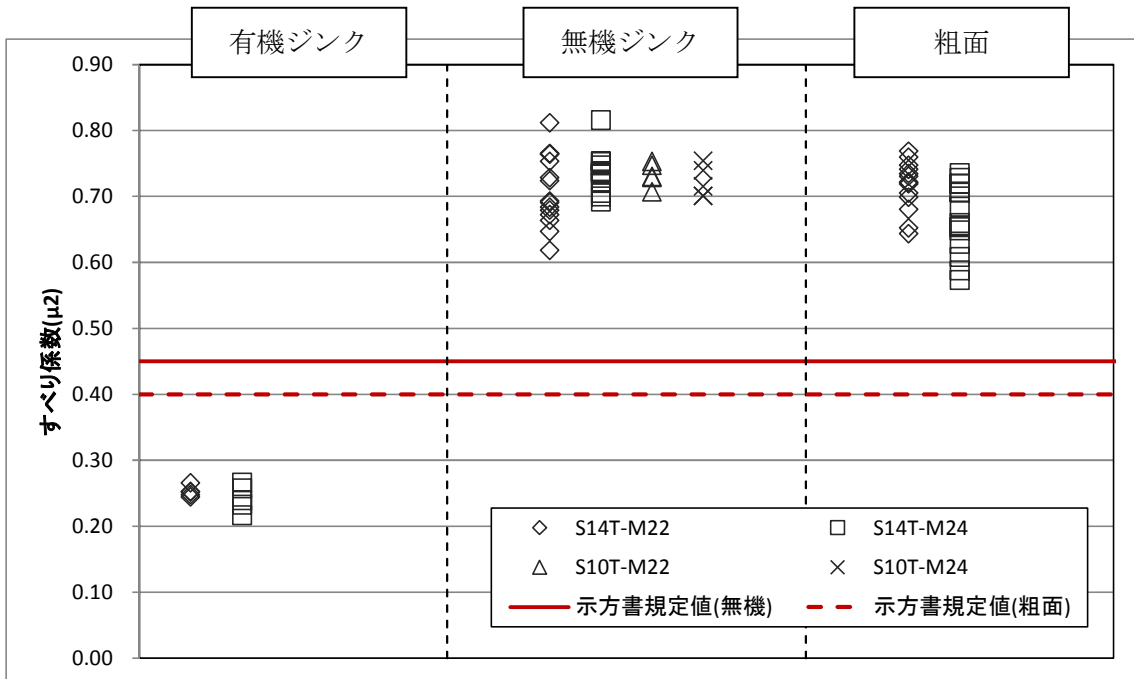 有機ジンク
無機ジンク
粗面
0.90
0.80
0.70
0.60
0.50
0.40
0.30
0.20
0.10
0.00
すべり係数(μ2)
S14T-M22
S14T-M24
S10T-M22
S10T-M24
示方書規定値(無機)
示方書規定値(粗面)